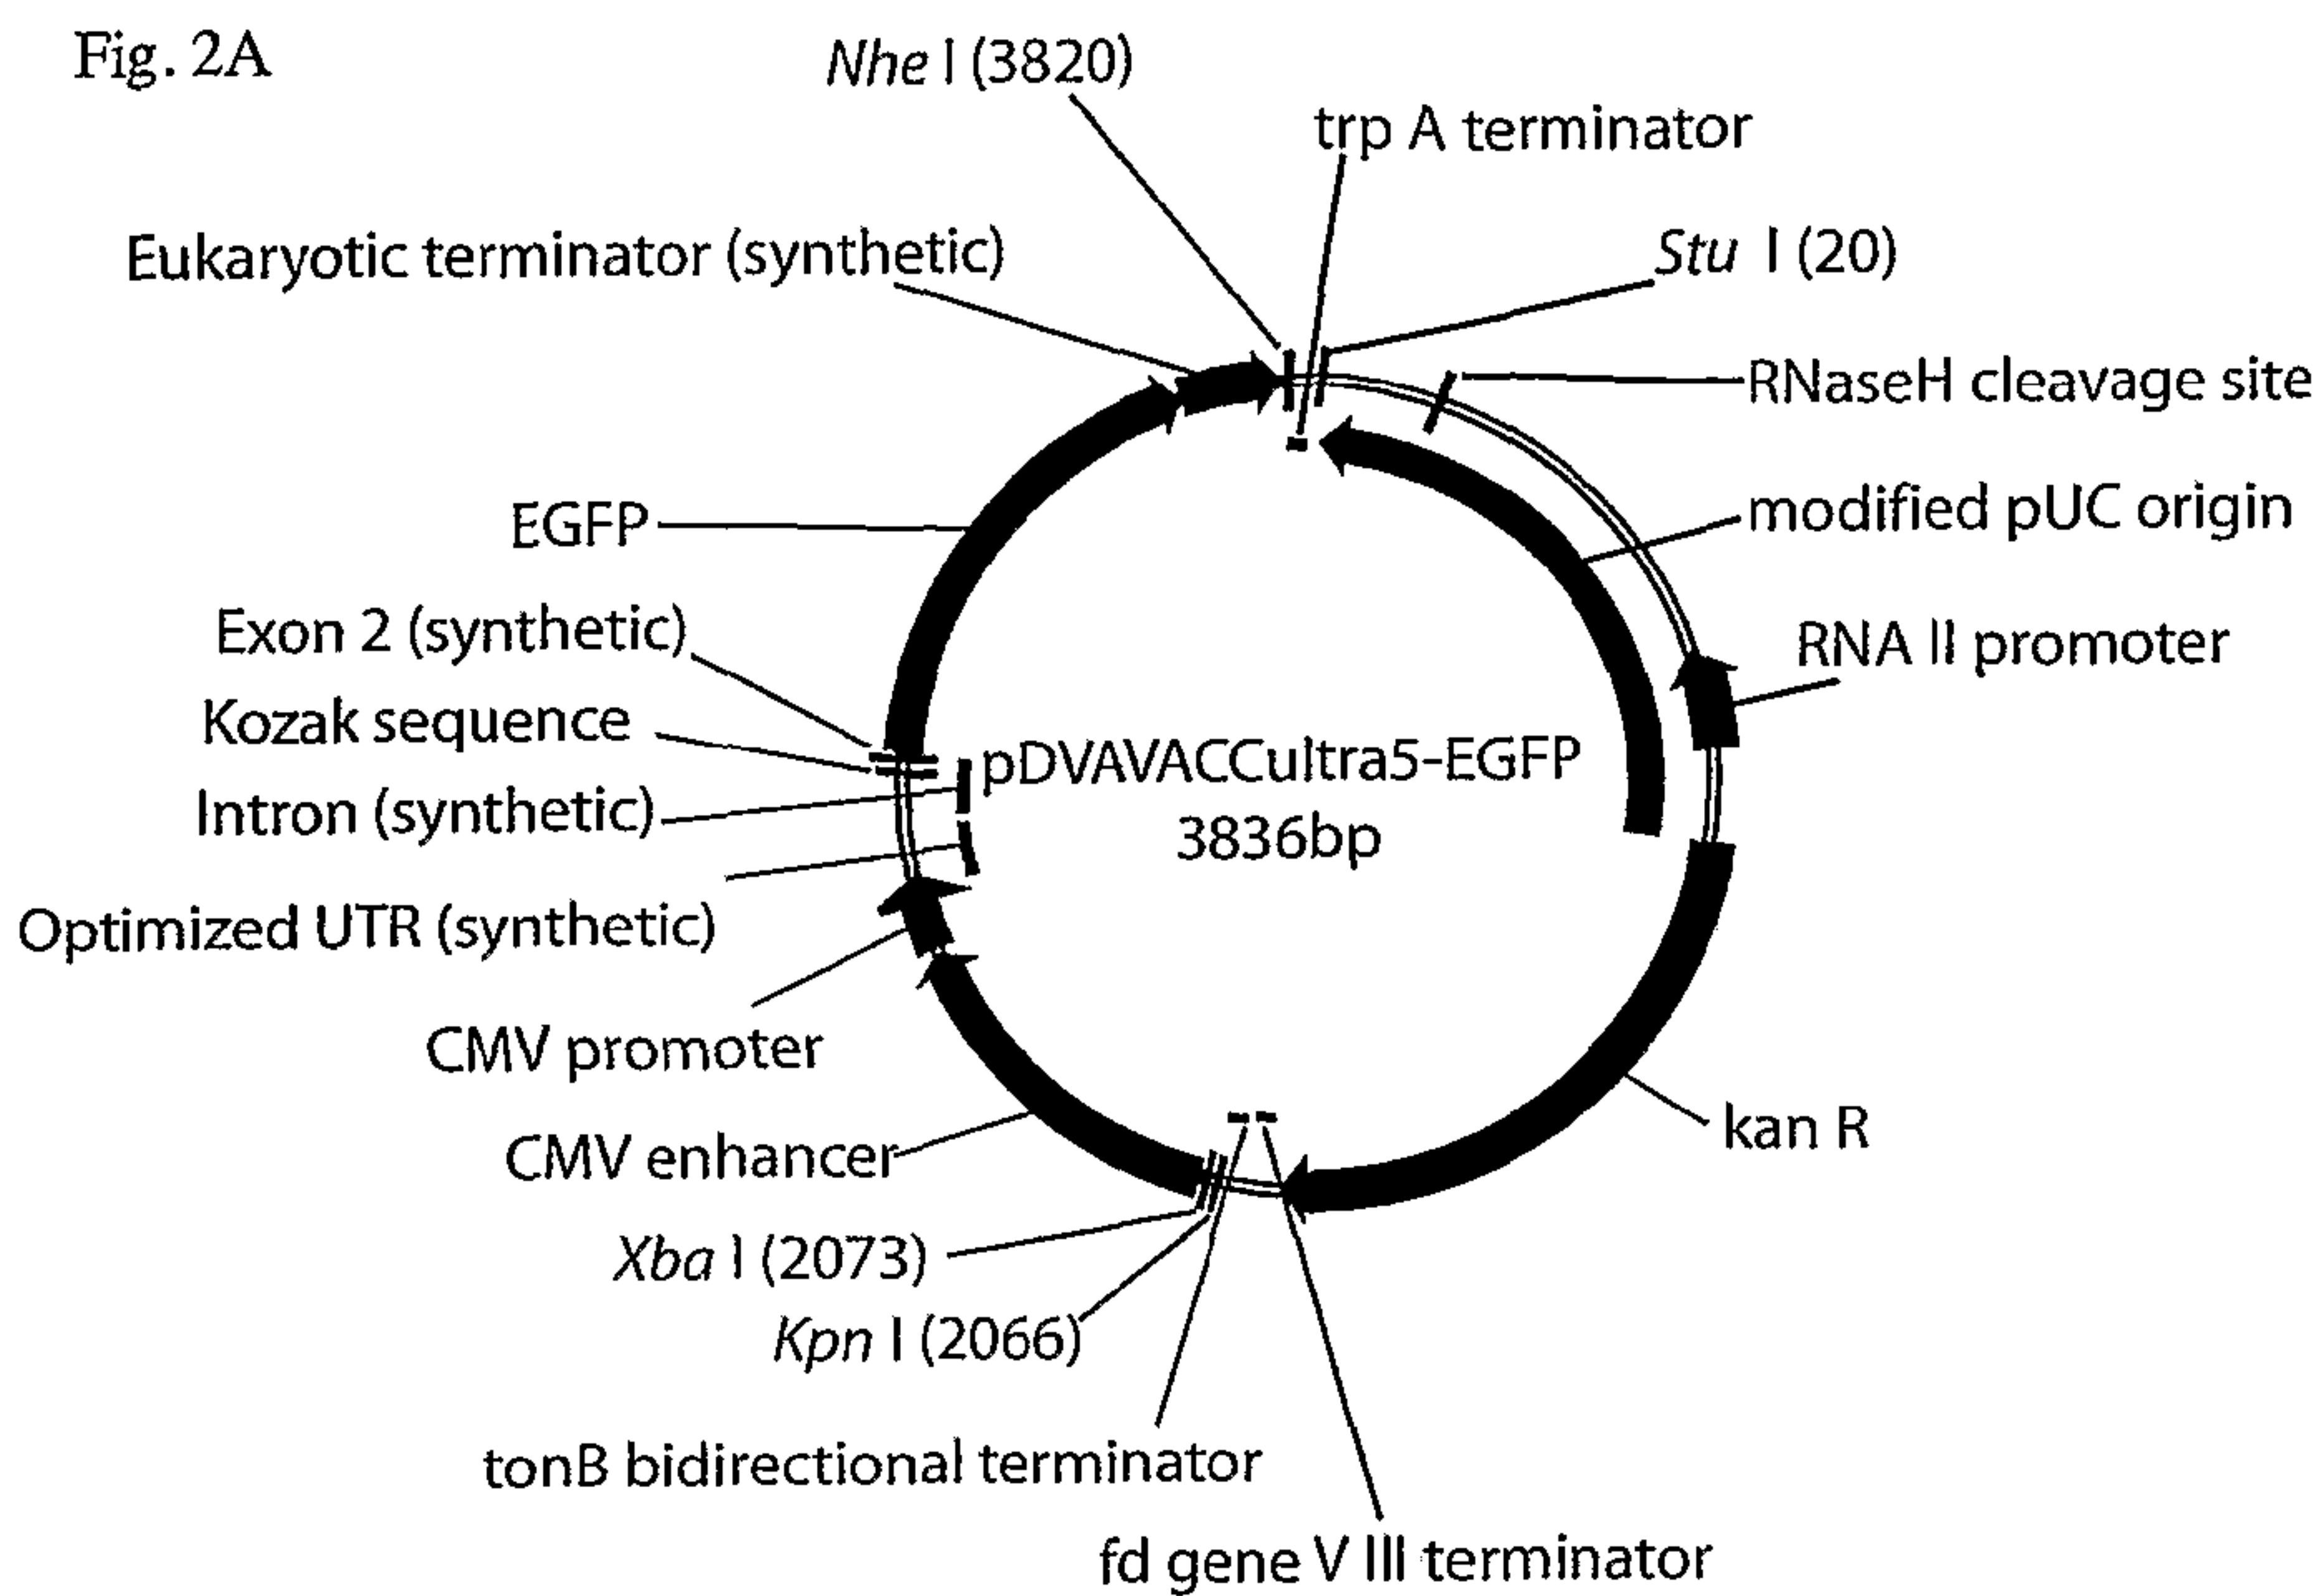 Fig. 2A
Nhe I (3820)
trp A terminator
Eukaryotic terminator (synthetic)
Stu I (20)
RNaseH cleavage site
EGFP
modified pUC origin
Exon 2 (synthetic)
RNA II promoter
Kozak sequence
Intron (synthetic)
pDVAVACCultra5-EGFP
3836bp
Optimized UTR (synthetic)
CMV promoter
kan R
CMV enhancer
Xba I (2073)
Kpn I (2066)
tonB bidirectional terminator
fd gene V III terminator